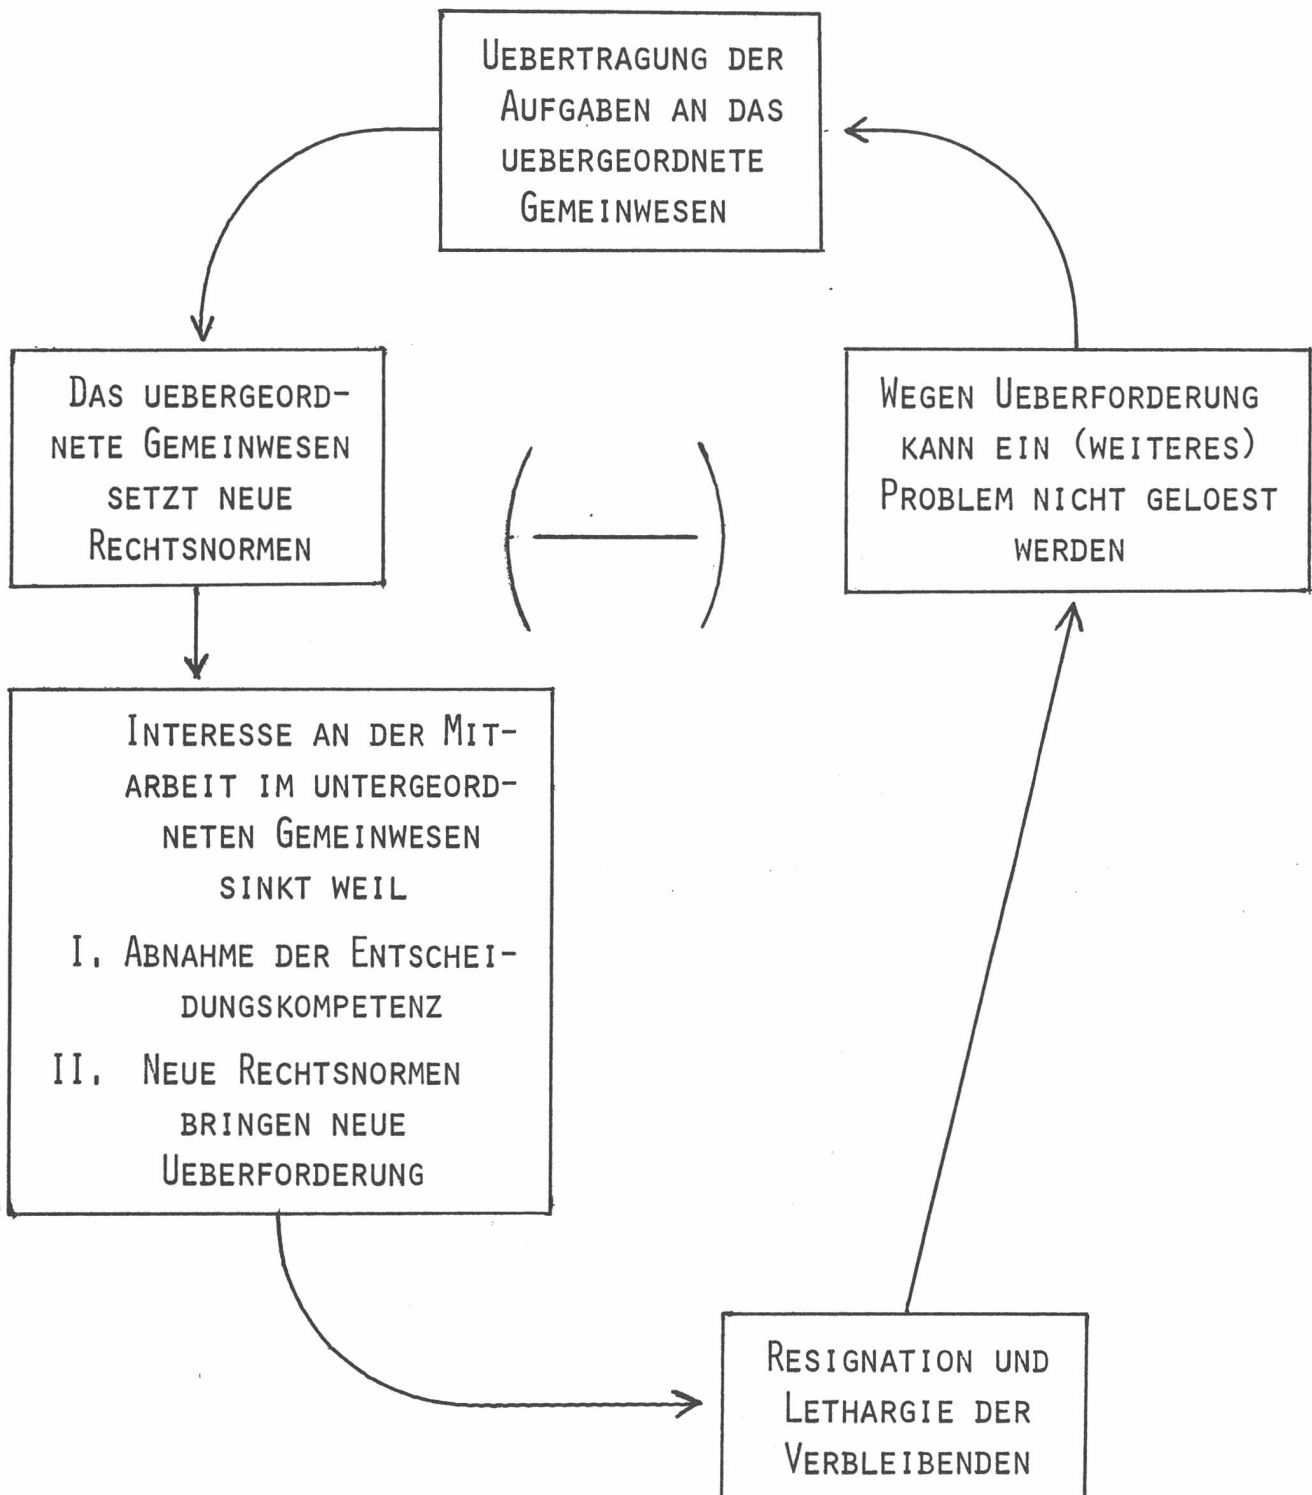 UEBERTRAGUNG DER
AUFGABEN AN DAS
UEBERGEORDNETE
GEMEINWESEN
DAS UEBERGEORD-
NETE GEMEINWESEN
SETZT NEUE
RECHTSNORMEN
WEGEN UEBERFORDERUNG
KANN EIN (WEITERES)
PROBLEM NICHT GELOEST
WERDEN
(—)
INTERESSE AN DER MIT-
ARBEIT IM UNTERGEORD-
NETEN GEMEINWESEN
SINKT WEIL
I. ABNAHME DER ENTSCHEI-
DUNGSKOMPETENZ
II. NEUE RECHTSNORMEN
BRINGEN NEUE
UEBERFORDERUNG
RESIGNATION UND
LETHARGIE DER
VERBLEIBENDEN